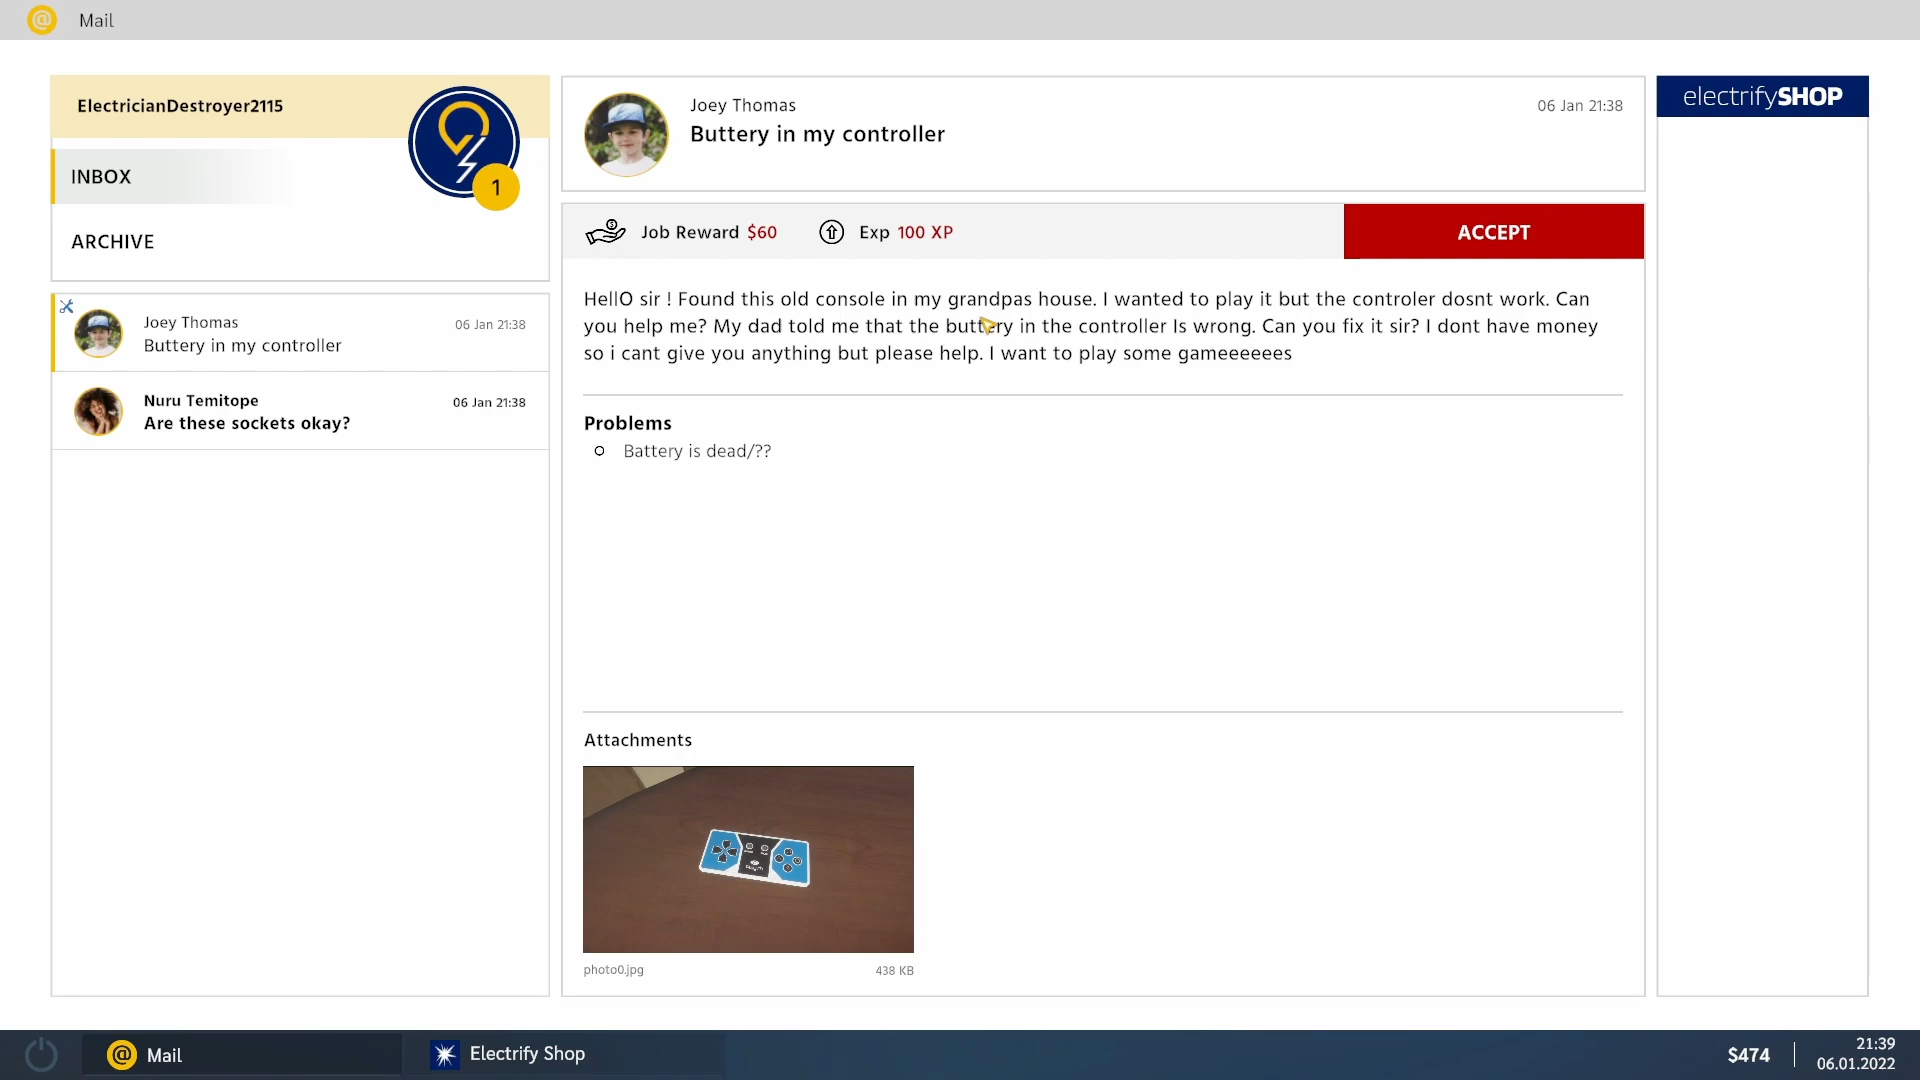 Mail
ElectricianDestroyer2115
1
INBOX
ARCHIVE
Joey Thomas
06 Jan 21:38
Buttery in my controller
Nuru Temitope
06 Jan 21:38
Are these sockets okay?
Joey Thomas
06 Jan 21:38
Buttery in my controller
Job Reward $60
Exp 100 XP
ACCEPT
HellO sir ! Found this old console in my grandpas house. I wanted to play it but the controler dosnt work. Can
you help me? My dad told me that the buttery in the controller Is wrong. Can you fix it sir? I dont have money
so i cant give you anything but please help. I want to play some gameeeeees
Problems
Battery is dead/??
Attachments
photo0.jpg
438 KB
electrifySHOP
Mail
Electrify Shop
$474
21:39
06.01.2022